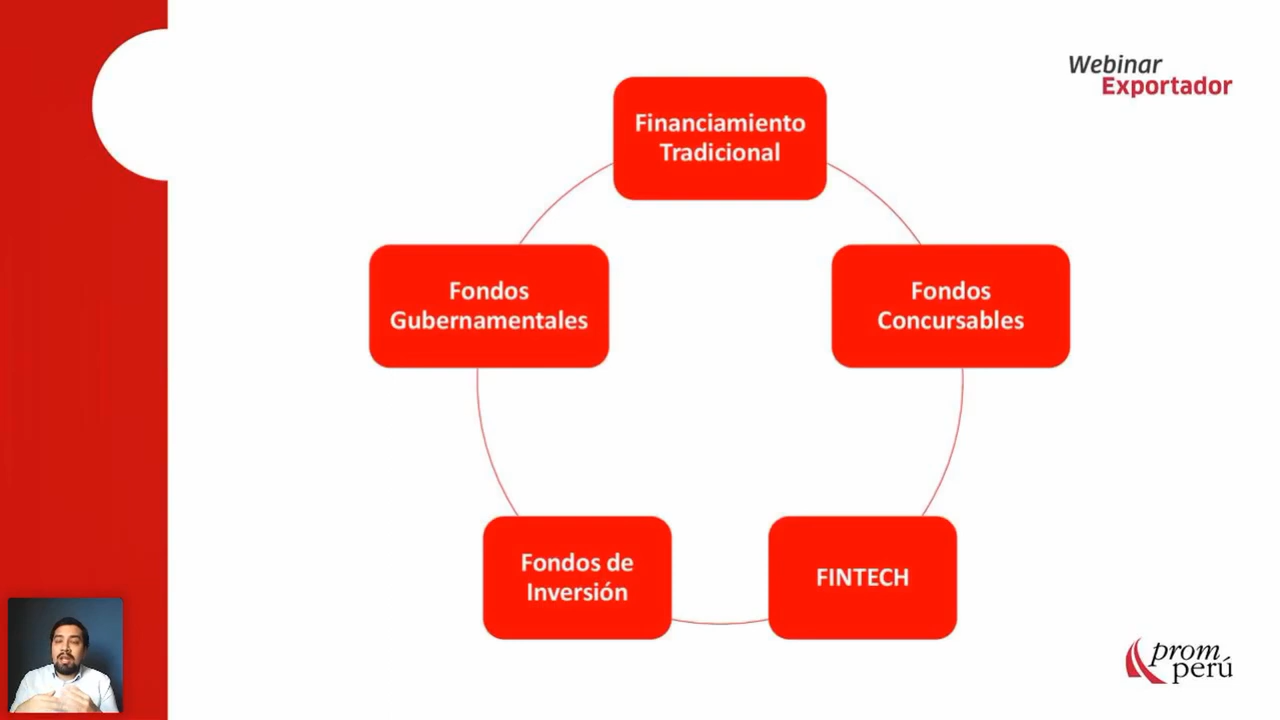 Webinar
Exportador
Financiamiento
Tradicional
Fondos
Gubernamentales
Fondos
Concursables
Fondos de
Inversión
FINTECH
prom
perú